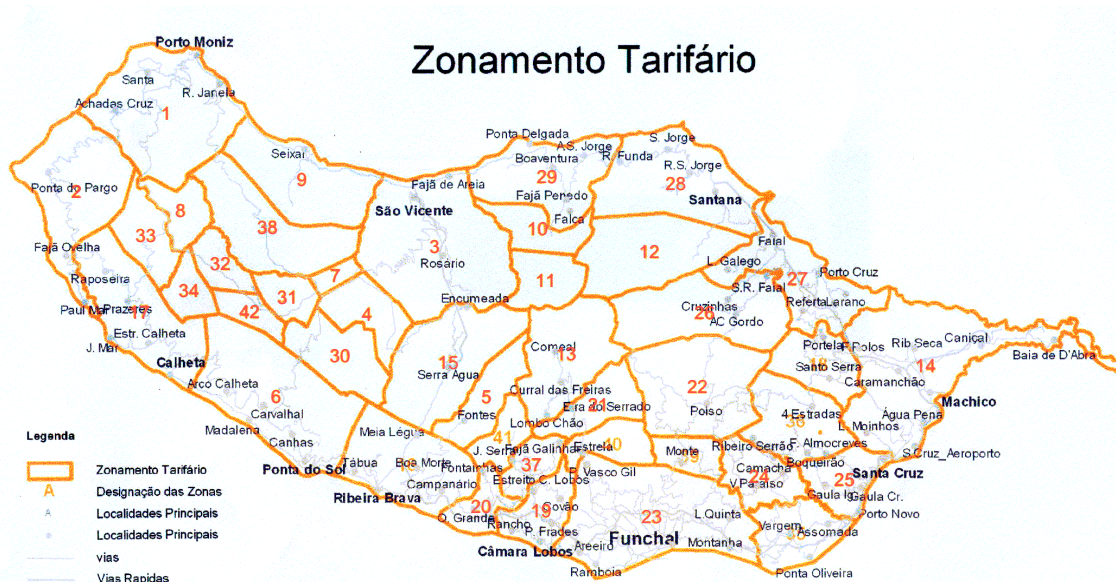 Zonamento Tarifário
Porto Moniz
Santa
R. Janela
Achadas Cruz
1
Ponta do Pargo
2
Seixal
9
8
33
38
Fajã Ovelha
Raposeira
32
34
42
31
7
Paul Mar
Prazeres
17
Estr. Calheta
J. Mar
Calheta
4
30
Arco Calheta
6
Carvalhal
Madalena
Canhas
Ponta do Sol
Fajã de Areia
São Vicente
3
Rosário
Encumeada
Ponta Delgada
A.S. Jorge
Boaventura
29
Fajã Penedo
Falca
10
11
S. Jorge
R. Funda
R.S. Jorge
28
Santana
12
Faial
L. Galego
S.R. Faial
27
Porto Cruz
Referta
Larano
Cruzinhas
26
AC Gordo
Portela
F.Polos
Rib Seca
Caniçal
Baia de D'Abra
Santo Serra
14
Caramanchão
Machico
Água Pena
L. Moinhos
S.Cruz_Aeroporto
15
Serra Água
5
Fontes
Comeal
13
Curral das Freiras
21
Eira do Serrado
Lombo Chão
22
Poiso
4 Estradas
36
F. Almocreves
Ribeiro Serrão
Boqueirão
Santa Cruz
Meia Légua
41
J. Serra
Fajã Galinha
Estrela
40
Monte
Camacha
V.Paraiso
24
25
Gaula Ig.
Gaula Cr.
Porto Novo
Tábua
Boa Morte
Fontainhas
37
Estreito C. Lobos
P. Vasco Gil
Campanário
Ribeira Brava
20
Q. Grande
Rancho
19
Covão
P. Frades
Câmara Lobos
Areeiro
Ramboia
23
Funchal
L.Quinta
Montanha
Vargem
Assomada
Ponta Oliveira
Legenda
Zonamento Tarifário
A Designação das Zonas
Localidades Principais
Localidades Principais
vias
Vias Rapidas